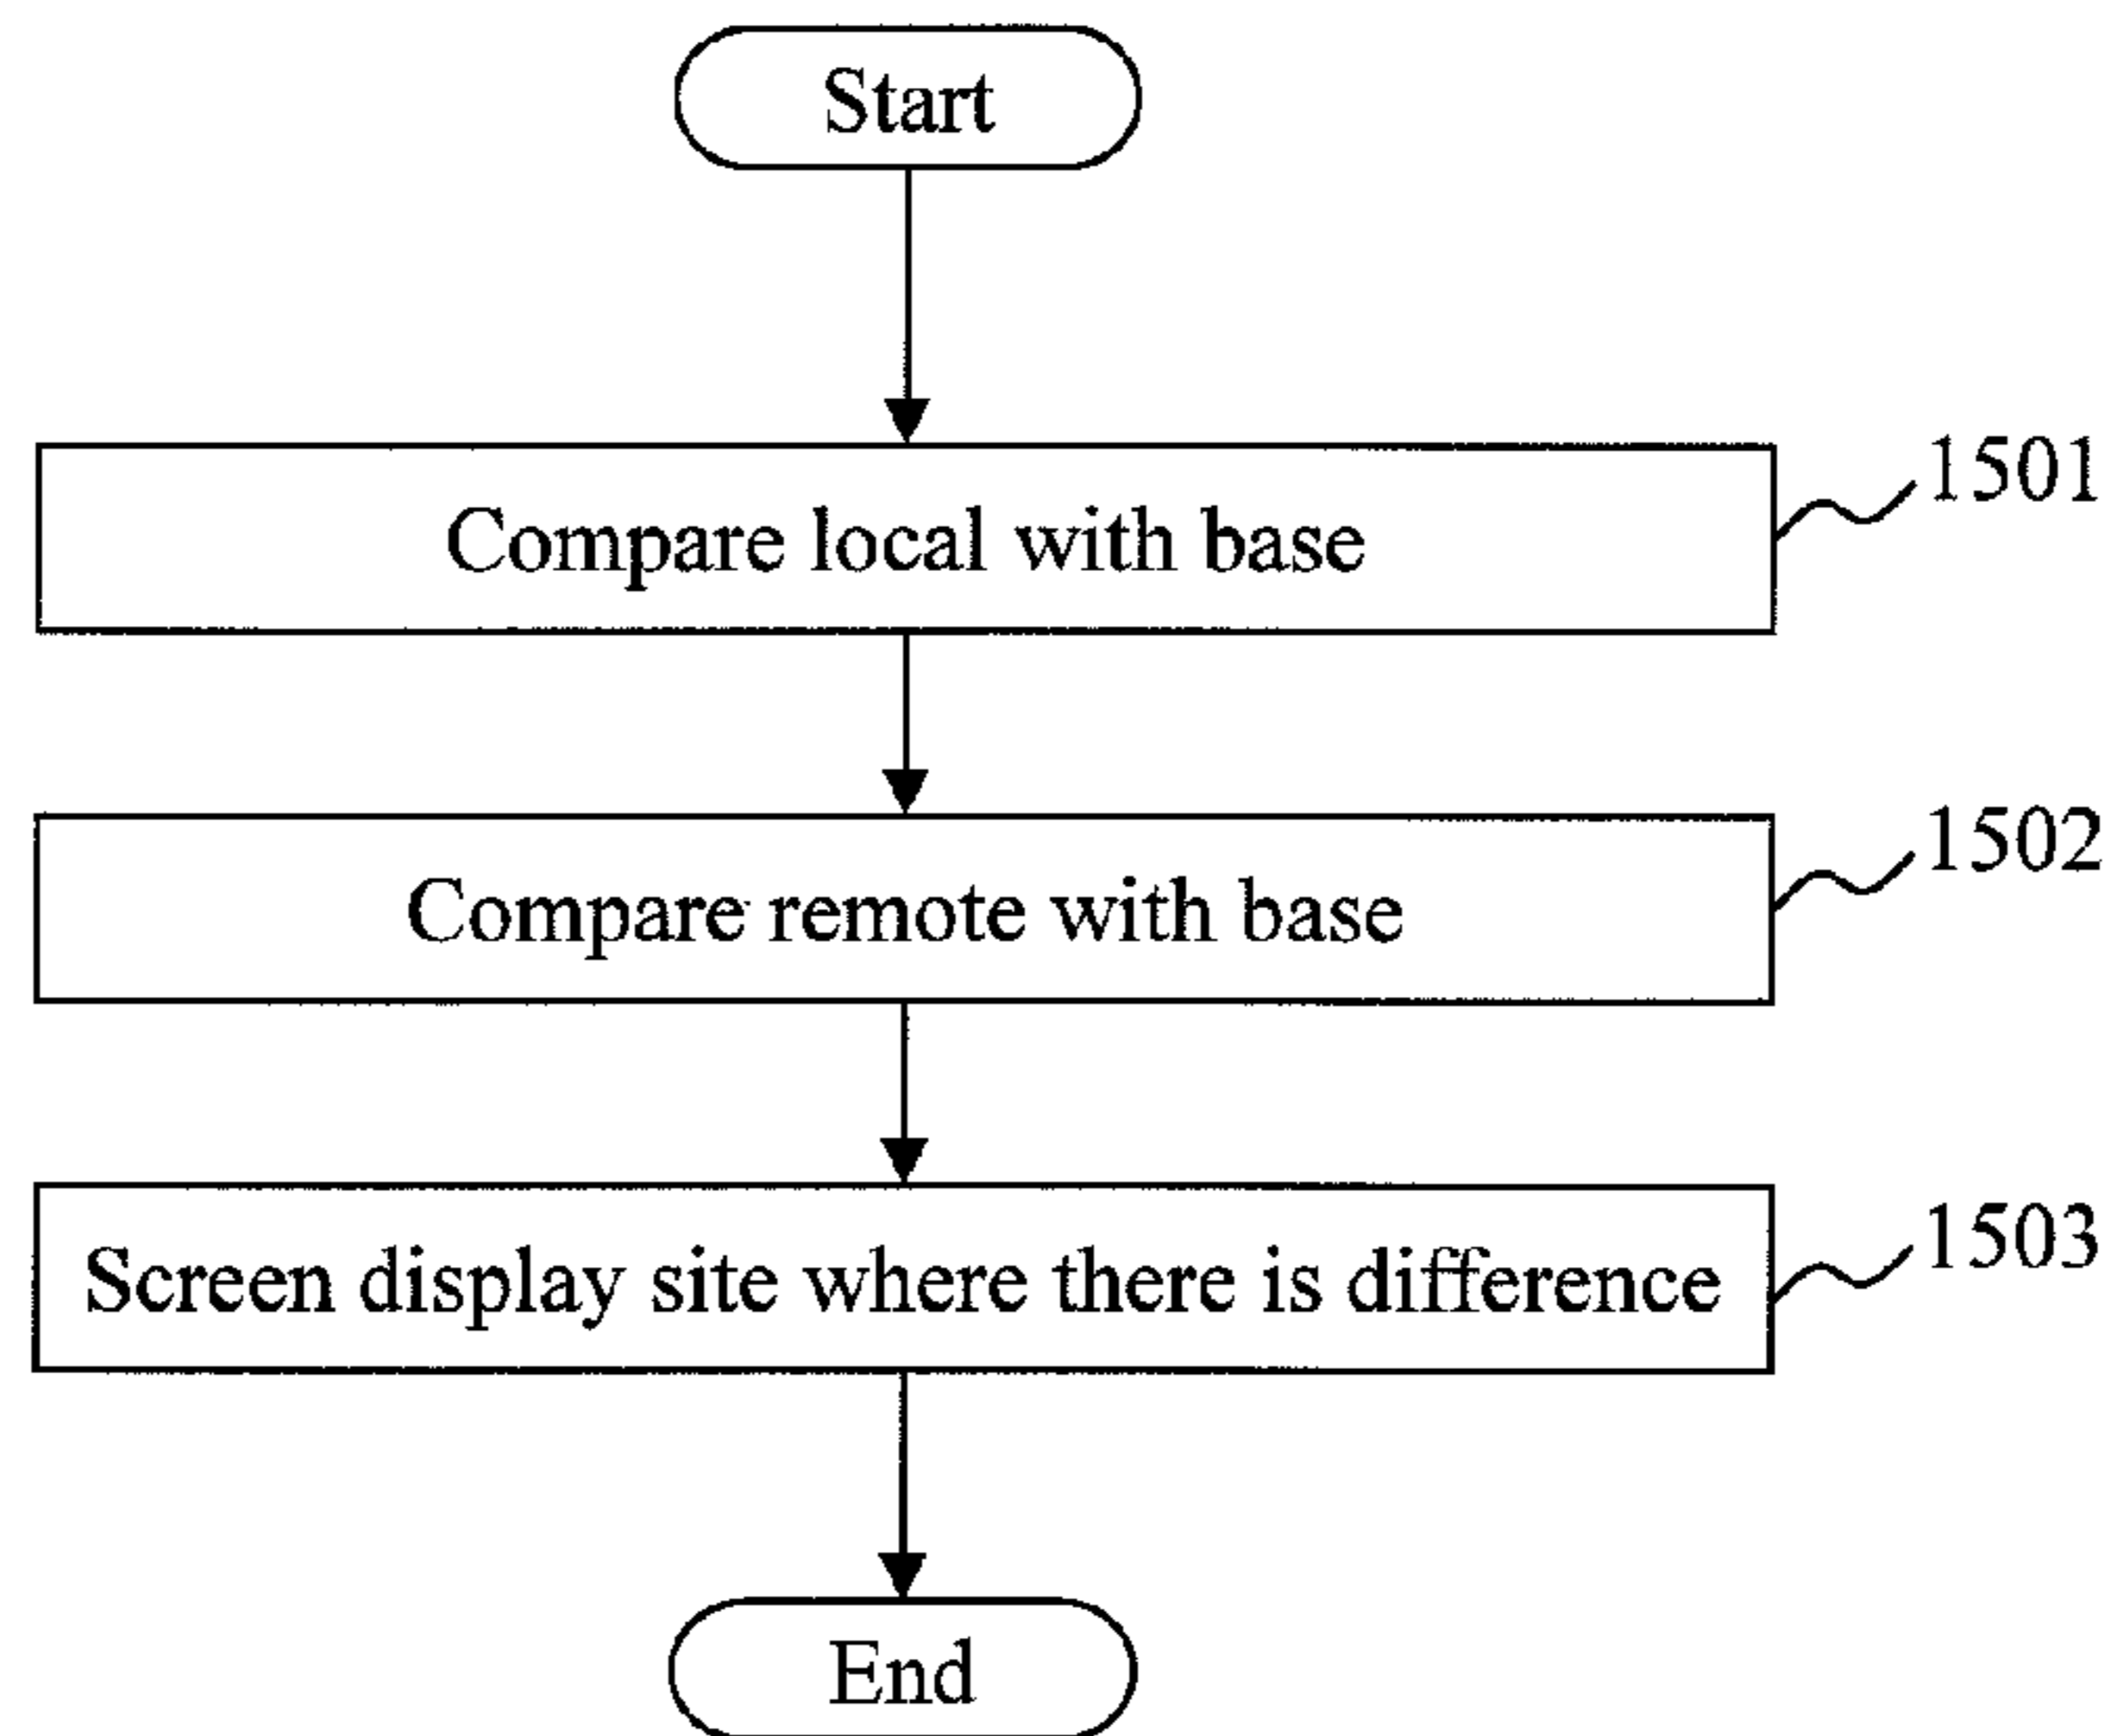 Start
Compare local with base
1501
Compare remote with base
1502
Screen display site where there is difference
1503
End